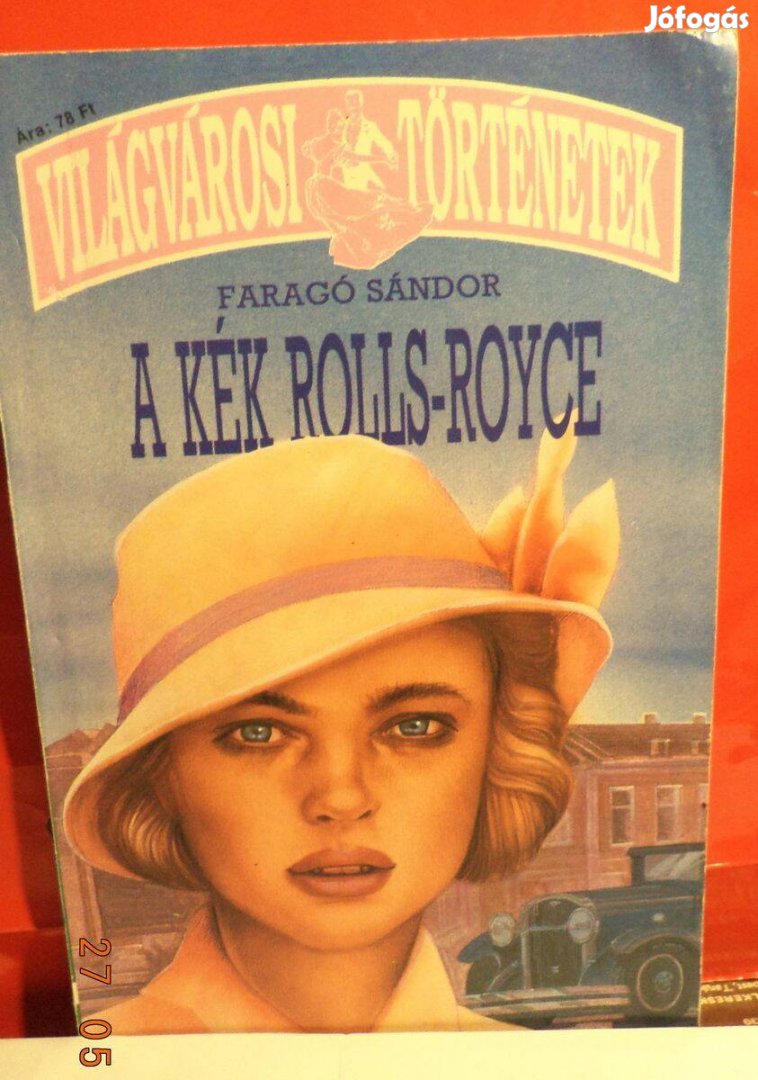 Jófogás
Ára: 78 Ft
VILÁGVÁROSI TÖRTÉNETEK
FARAGÓ SÁNDOR
A KÉK ROLLS-ROYCE
27 05